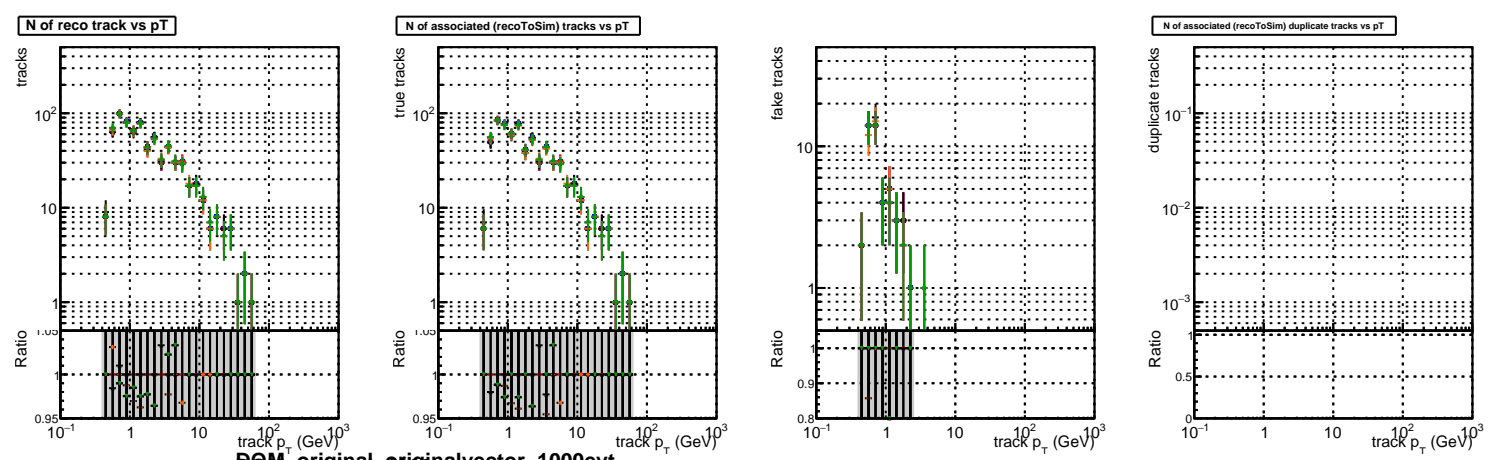 N of reco track vs pT
N of associated (recoToSim) tracks vs pT
N of associated (recoToSim) duplicate tracks vs pT
tracks
10²
10
1
Ratio
1.05
1
0.95
10⁻¹ 1 10 10² 10³
track p_T (GeV)
true tracks
10²
10
1
Ratio
1
0.95
10⁻¹ 1 10 10² 10³
track p_T (GeV)
fake tracks
10
1
Ratio
1
0.9
0.8
10⁻¹ 1 10 10² 10³
track p_T (GeV)
duplicate tracks
10⁻¹
10⁻²
10⁻³
Ratio
1
0.5
0
10⁻¹ 1 10 10² 10³
track p_T (GeV)
original originalvector 1000evt